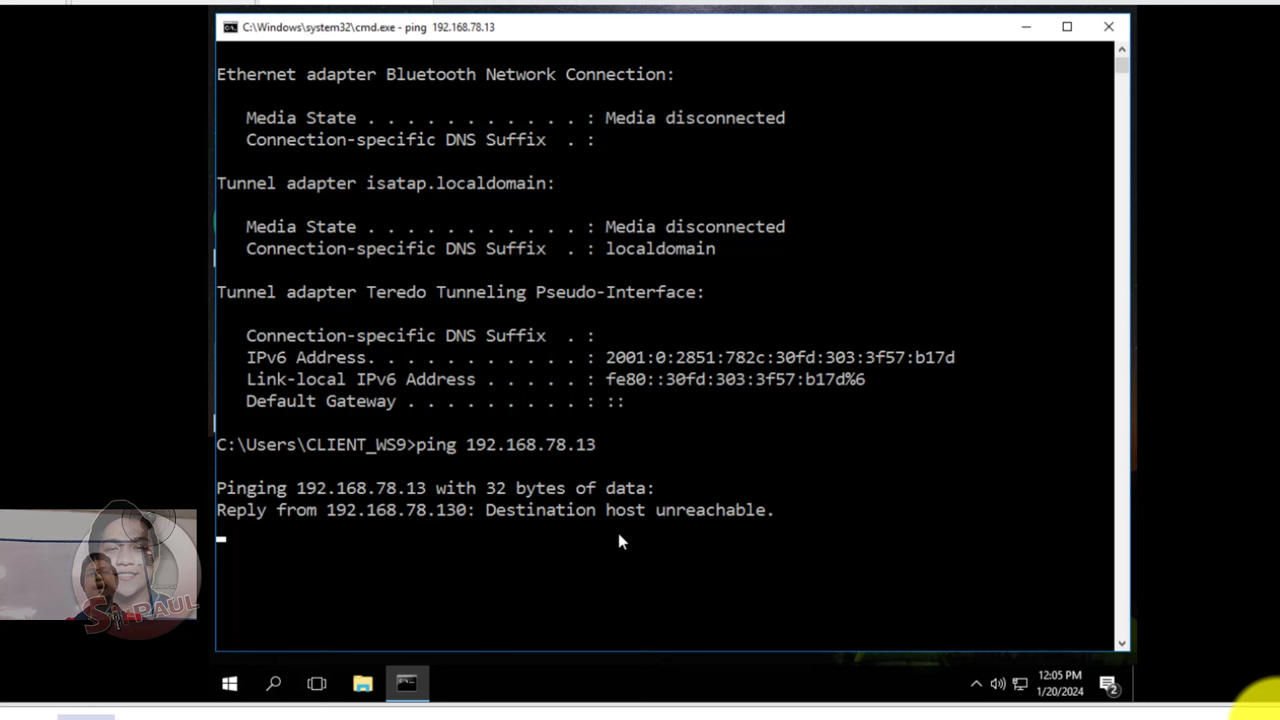 C:\Windows\system32\cmd.exe - ping 192.168.78.13
Ethernet adapter Bluetooth Network Connection:
Media State . . . . . . . . . . . : Media disconnected
Connection-specific DNS Suffix . :
Tunnel adapter isatap.localdomain:
Media State . . . . . . . . . . . : Media disconnected
Connection-specific DNS Suffix . : localdomain
Tunnel adapter Teredo Tunneling Pseudo-Interface:
Connection-specific DNS Suffix . :
IPv6 Address. . . . . . . . . . . : 2001:0:2851:782c:30fd:303:3f57:b17d
Link-local IPv6 Address . . . . . : fe80::30fd:303:3f57:b17d%6
Default Gateway . . . . . . . . . : ::
C:\Users\CLIENT_WS9>ping 192.168.78.13
Pinging 192.168.78.13 with 32 bytes of data:
Reply from 192.168.78.130: Destination host unreachable.
SIR PAUL
12:05 PM
1/20/2024
2